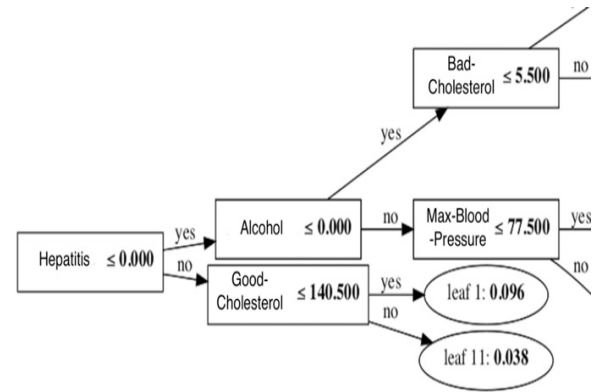 Bad-
Cholesterol ≤ 5.500
no
yes
Alcohol ≤ 0.000
no
Max-Blood
-Pressure ≤ 77.500
yes
no
Hepatitis ≤ 0.000
yes
no
Good-
Cholesterol ≤ 140.500
yes
no
leaf 1: 0.096
leaf 11: 0.038